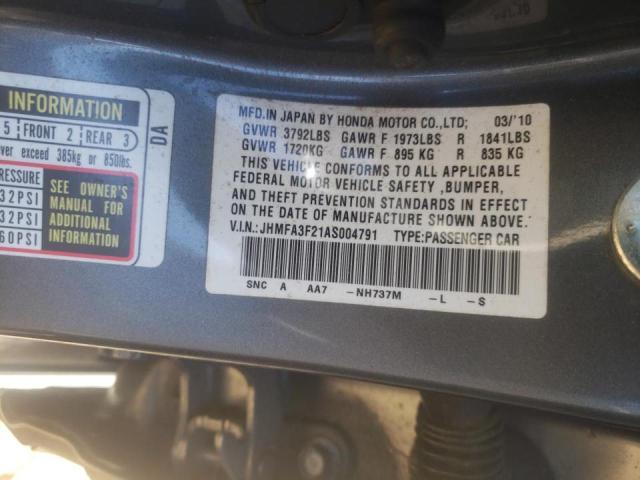 INFORMATION
5 FRONT 2 REAR 3
ver exceed 385kg or 850lbs.
RESSURE
32PSI
32PSI
60PSI
SEE OWNER'S
MANUAL FOR
ADDITIONAL
INFORMATION
DA
MFD.IN JAPAN BY HONDA MOTOR CO.,LTD; 03/'10
GVWR 3792LBS GAWR F 1973LBS R 1841LBS
GVWR 1720KG GAWR F 895 KG R 835 KG
THIS VEHICLE CONFORMS TO ALL APPLICABLE
FEDERAL MOTOR VEHICLE SAFETY ,BUMPER,
AND THEFT PREVENTION STANDARDS IN EFFECT
ON THE DATE OF MANUFACTURE SHOWN ABOVE.
V.I.N.:JHMFA3F21AS004791 TYPE:PASSENGER CAR
SNC A AA7 -NH737M -L -S